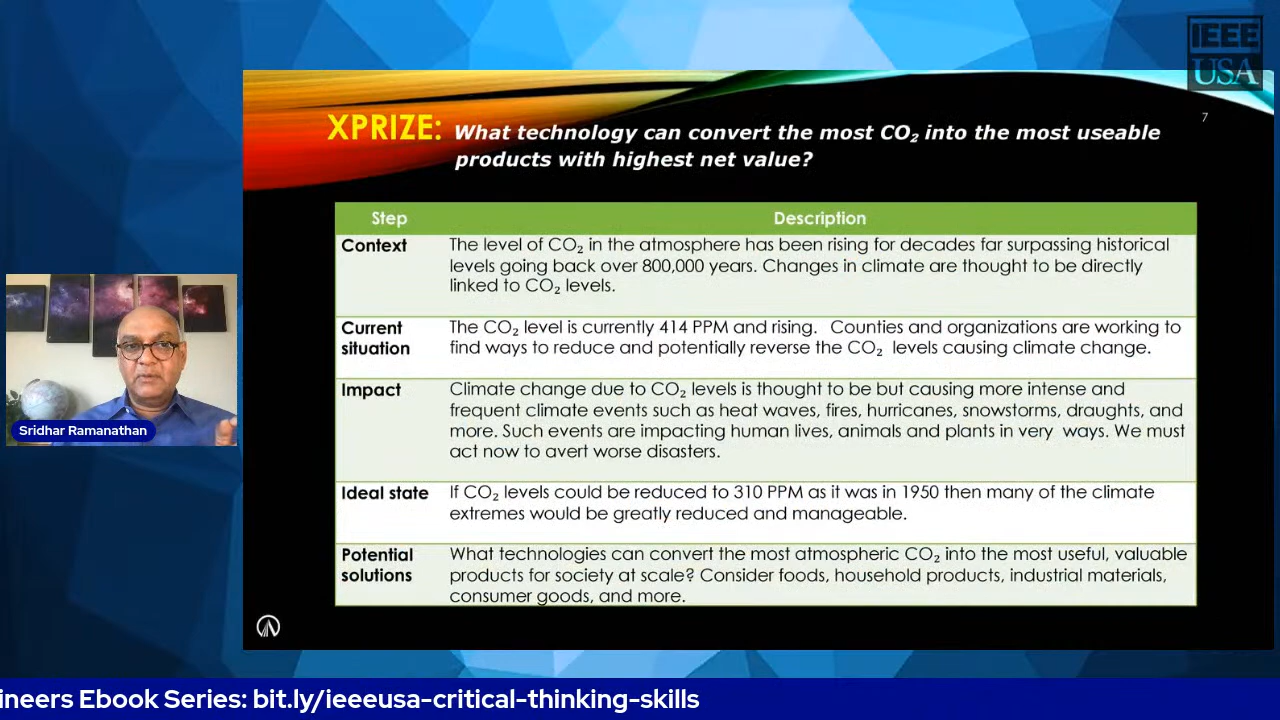 IEEE
USA
7
XPRIZE: What technology can convert the most CO₂ into the most useable
products with highest net value?
Step Description
Context The level of CO₂ in the atmosphere has been rising for decades far surpassing historical
levels going back over 800,000 years. Changes in climate are thought to be directly
linked to CO₂ levels.
Current The CO₂ level is currently 414 PPM and rising. Counties and organizations are working to
situation find ways to reduce and potentially reverse the CO₂ levels causing climate change.
Impact Climate change due to CO₂ levels is thought to be but causing more intense and
frequent climate events such as heat waves, fires, hurricanes, snowstorms, draughts, and
more. Such events are impacting human lives, animals and plants in very ways. We must
act now to avert worse disasters.
Ideal state If CO₂ levels could be reduced to 310 PPM as it was in 1950 then many of the climate
extremes would be greatly reduced and manageable.
Potential What technologies can convert the most atmospheric CO₂ into the most useful, valuable
solutions products for society at scale? Consider foods, household products, industrial materials,
consumer goods, and more.
Sridhar Ramanathan
ineers Ebook Series: bit.ly/ieeeusa-critical-thinking-skills